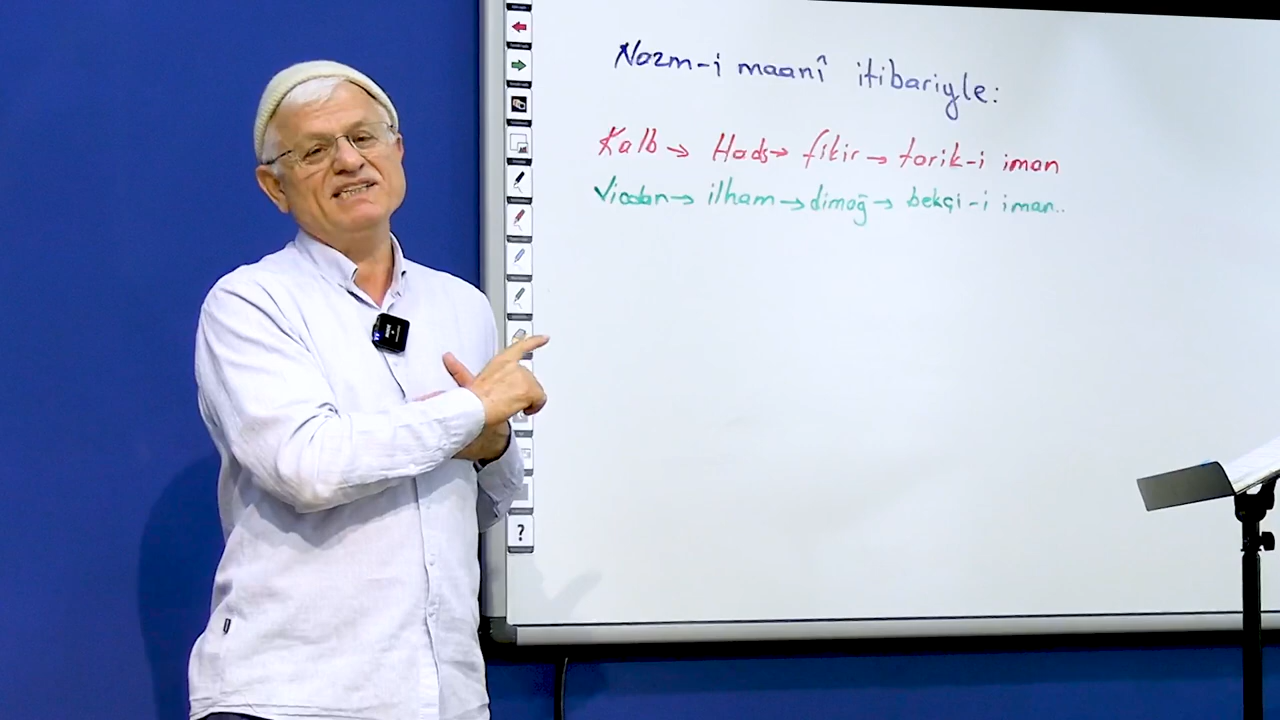 Nazm-i maanî itibariyle:
Kalb → Hads → fikir → tarik-i iman
Vicdan → ilham → dimağ → bekçi-i iman..
?